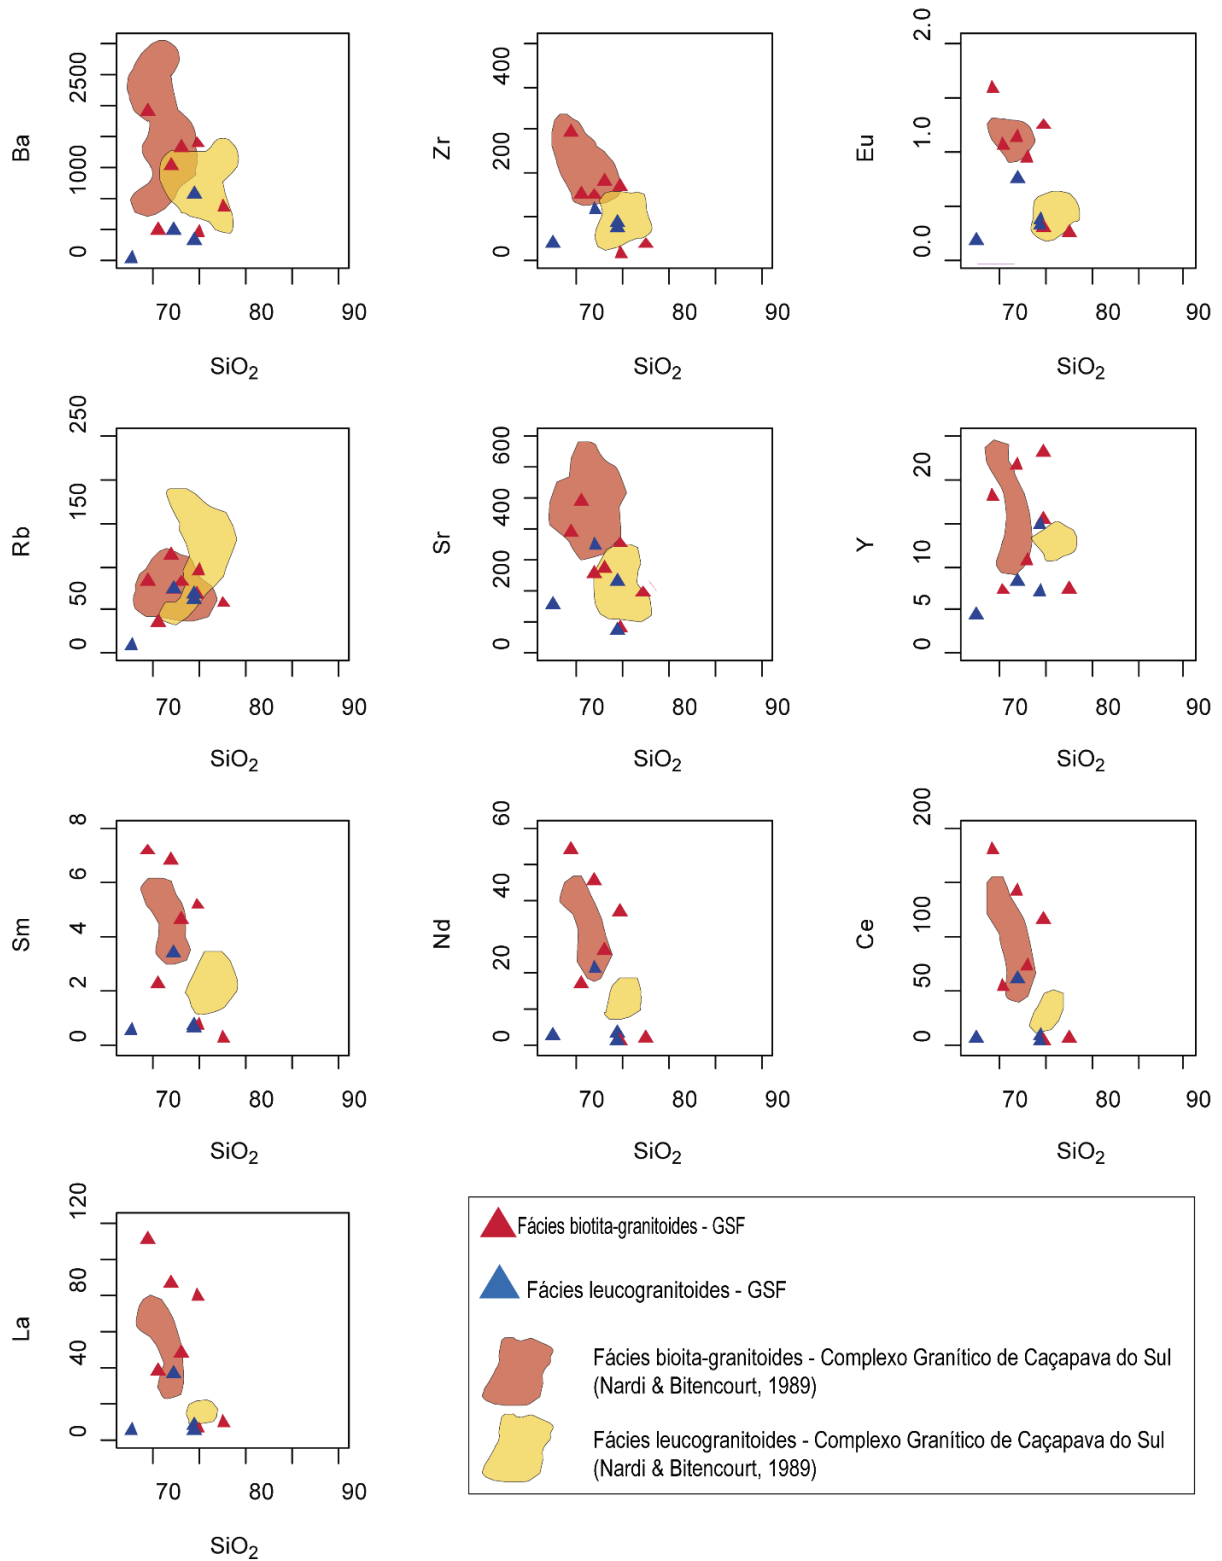 Ba
0 1000 2500
70 80 90
SiO₂
Zr
0 200 400
70 80 90
SiO₂
Eu
0.0 1.0 2.0
70 80 90
SiO₂
Rb
0 50 150 250
70 80 90
SiO₂
Sr
0 200 400 600
70 80 90
SiO₂
Y
0 5 10 20
70 80 90
SiO₂
Sm
0 2 4 6 8
70 80 90
SiO₂
Nd
0 20 40 60
70 80 90
SiO₂
Ce
0 50 100 200
70 80 90
SiO₂
La
0 40 80 120
70 80 90
SiO₂
Fácies biotita-granitoides - GSF
Fácies leucogranitoides - GSF
Fácies bioita-granitoides - Complexo Granítico de Caçapava do Sul
(Nardi & Bitencourt, 1989)
Fácies leucogranitoides - Complexo Granítico de Caçapava do Sul
(Nardi & Bitencourt, 1989)